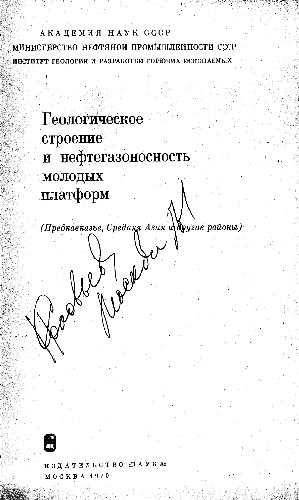 АКАДЕМИЯ НАУК СССР
МИНИСТЕРСТВО НЕФТЯНОЙ ПРОМЫШЛЕННОСТИ СССР
ИНСТИТУТ ГЕОЛОГИИ И РАЗРАБОТКИ ГОРЮЧИХ ИСКОПАЕМЫХ
Геологическое
строение
и нефтегазоносность
молодых
платформ
(Предкавказье, Средняя Азия и другие районы)
ИЗДАТЕЛЬСТВО «НАУКА»
МОСКВА 1970